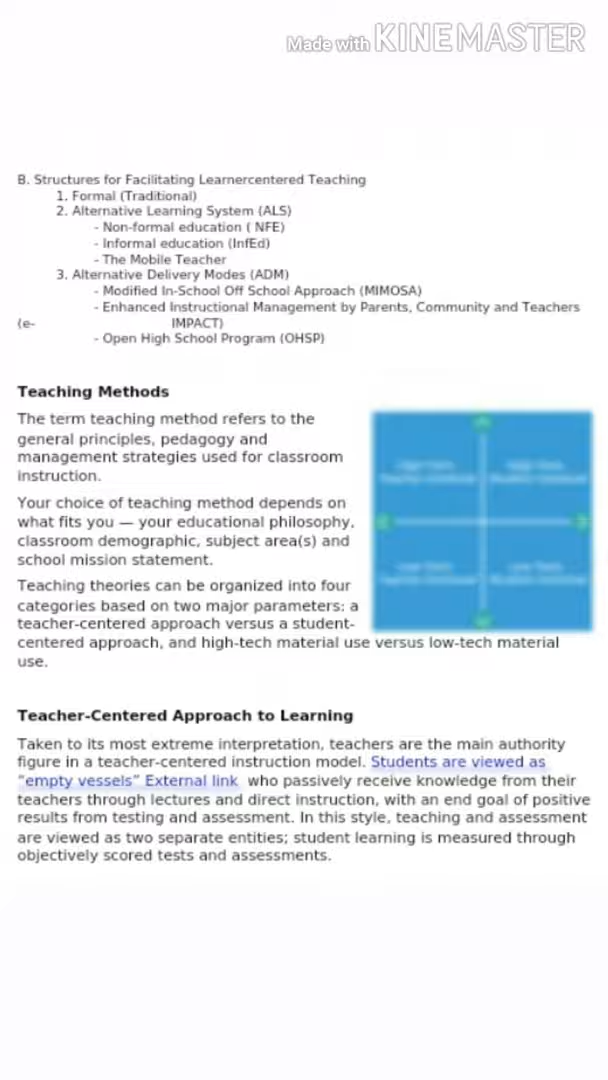 Made with KINEMASTER
B. Structures for Facilitating Learnercentered Teaching
1. Formal (Traditional)
2. Alternative Learning System (ALS)
- Non-formal education ( NFE)
- Informal education (InfEd)
- The Mobile Teacher
3. Alternative Delivery Modes (ADM)
- Modified In-School Off School Approach (MIMOSA)
- Enhanced Instructional Management by Parents, Community and Teachers
(e- IMPACT)
- Open High School Program (OHSP)
Teaching Methods
The term teaching method refers to the
general principles, pedagogy and
management strategies used for classroom
instruction.
Your choice of teaching method depends on
what fits you — your educational philosophy,
classroom demographic, subject area(s) and
school mission statement.
Teaching theories can be organized into four
categories based on two major parameters: a
teacher-centered approach versus a student-
centered approach, and high-tech material use versus low-tech material
use.
Teacher-Centered Approach to Learning
Taken to its most extreme interpretation, teachers are the main authority
figure in a teacher-centered instruction model. Students are viewed as
“empty vessels” External link who passively receive knowledge from their
teachers through lectures and direct instruction, with an end goal of positive
results from testing and assessment. In this style, teaching and assessment
are viewed as two separate entities; student learning is measured through
objectively scored tests and assessments.